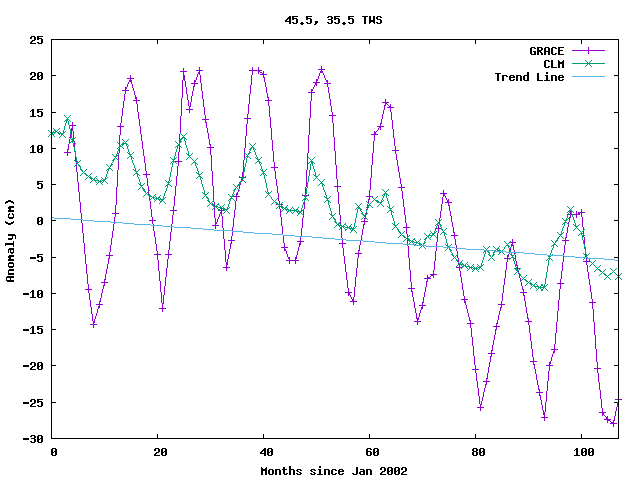 45.5, 35.5 TWS
GRACE
CLM
Trend Line
25
20
15
10
5
0
-5
-10
-15
-20
-25
-30
Anomaly (cm)
0 20 40 60 80 100
Months since Jan 2002